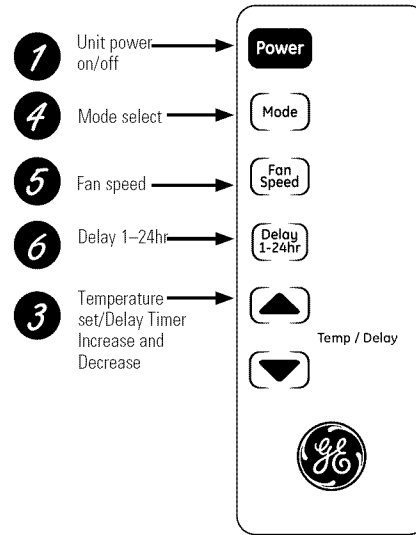 1 Unit power
on/off
Power
4 Mode select
Mode
5 Fan speed
Fan
Speed
6 Delay 1–24hr
Delay
1-24hr
3 Temperature
set/Delay Timer
Increase and
Decrease
Temp / Delay
GE